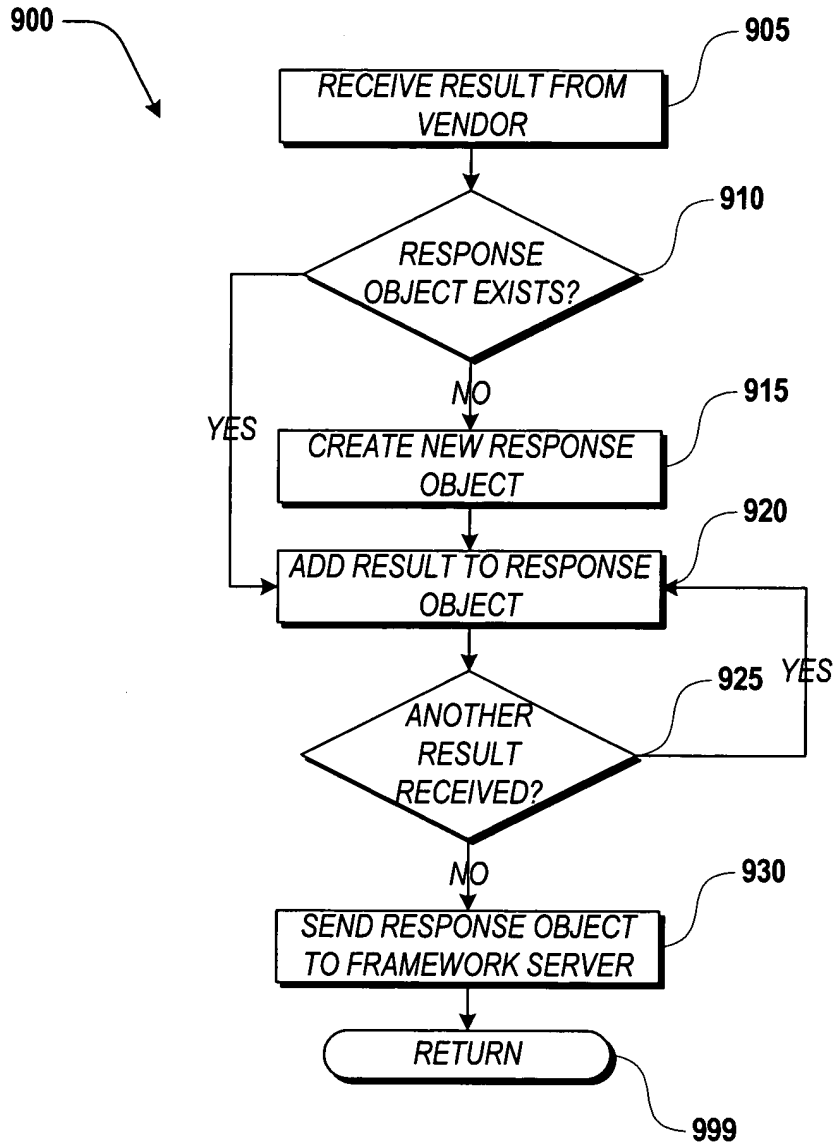 900
905
RECEIVE RESULT FROM
VENDOR
910
RESPONSE
OBJECT EXISTS?
NO
YES
915
CREATE NEW RESPONSE
OBJECT
920
ADD RESULT TO RESPONSE
OBJECT
925
YES
ANOTHER
RESULT
RECEIVED?
NO
930
SEND RESPONSE OBJECT
TO FRAMEWORK SERVER
RETURN
999